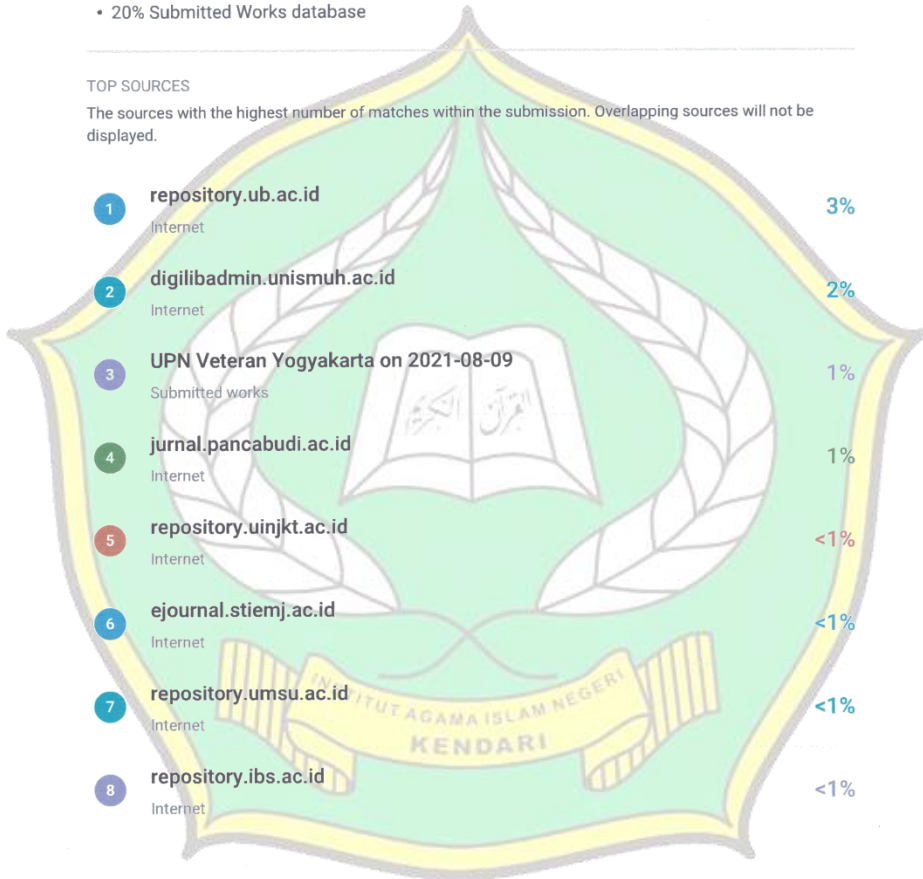 • 20% Submitted Works database
TOP SOURCES
The sources with the highest number of matches within the submission. Overlapping sources will not be
displayed.
1 repository.ub.ac.id 3%
Internet
2 digilibadmin.unismuh.ac.id 2%
Internet
3 UPN Veteran Yogyakarta on 2021-08-09 1%
Submitted works
القرآن الكريم
4 jurnal.pancabudi.ac.id 1%
Internet
5 repository.uinjkt.ac.id <1%
Internet
6 ejournal.stiemj.ac.id <1%
Internet
7 repository.umsu.ac.id <1%
Internet
INSTITUT AGAMA ISLAM NEGERI
KENDARI
8 repository.ibs.ac.id <1%
Internet